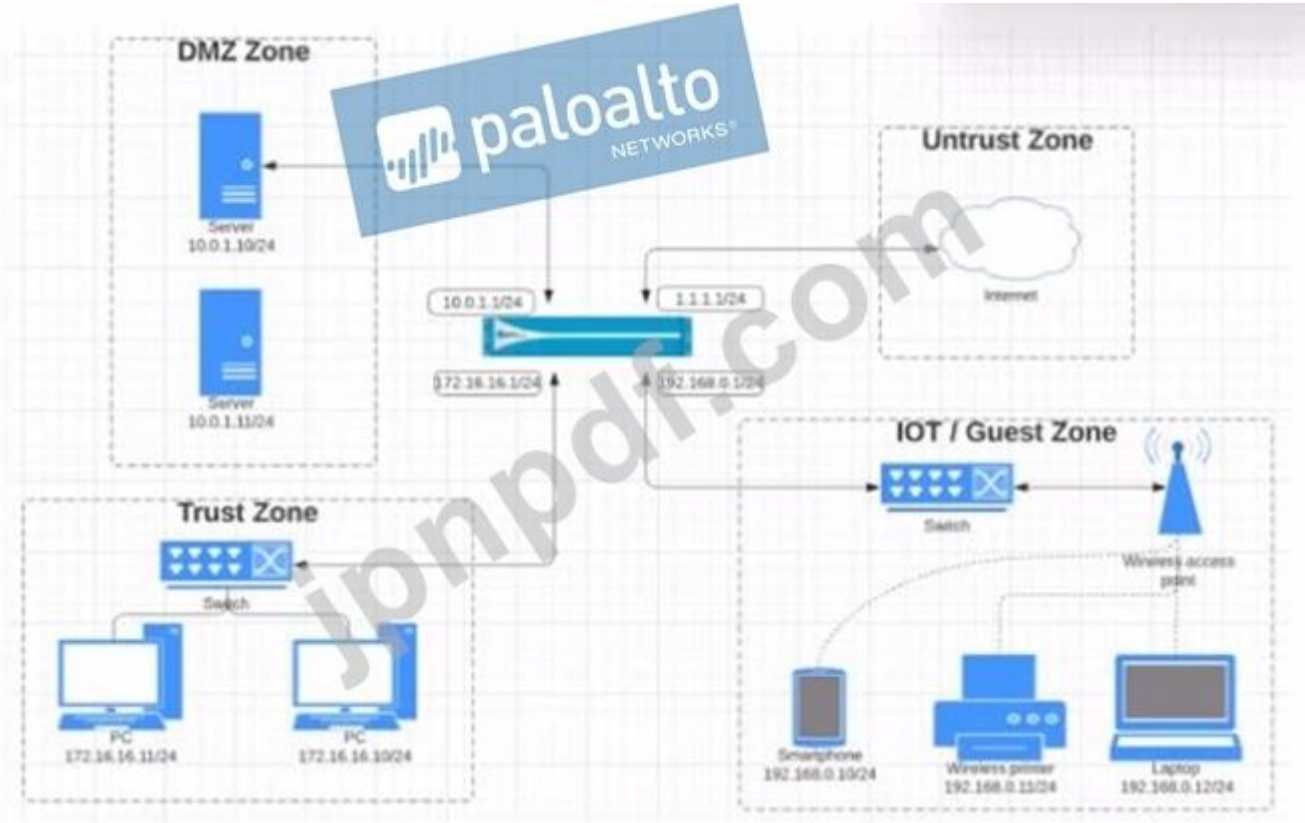 DMZ Zone
Server
10.0.1.10/24
Server
10.0.1.11/24
paloalto
NETWORKS®
Untrust Zone
Internet
10.0.1.1/24
1.1.1.1/24
172.16.16.1/24
192.168.0.1/24
IOT / Guest Zone
Switch
Wireless access
point
Smartphone
192.168.0.10/24
Wireless printer
192.168.0.11/24
Laptop
192.168.0.12/24
Trust Zone
Switch
PC
172.16.16.11/24
PC
172.16.16.10/24
jpnpdf.com